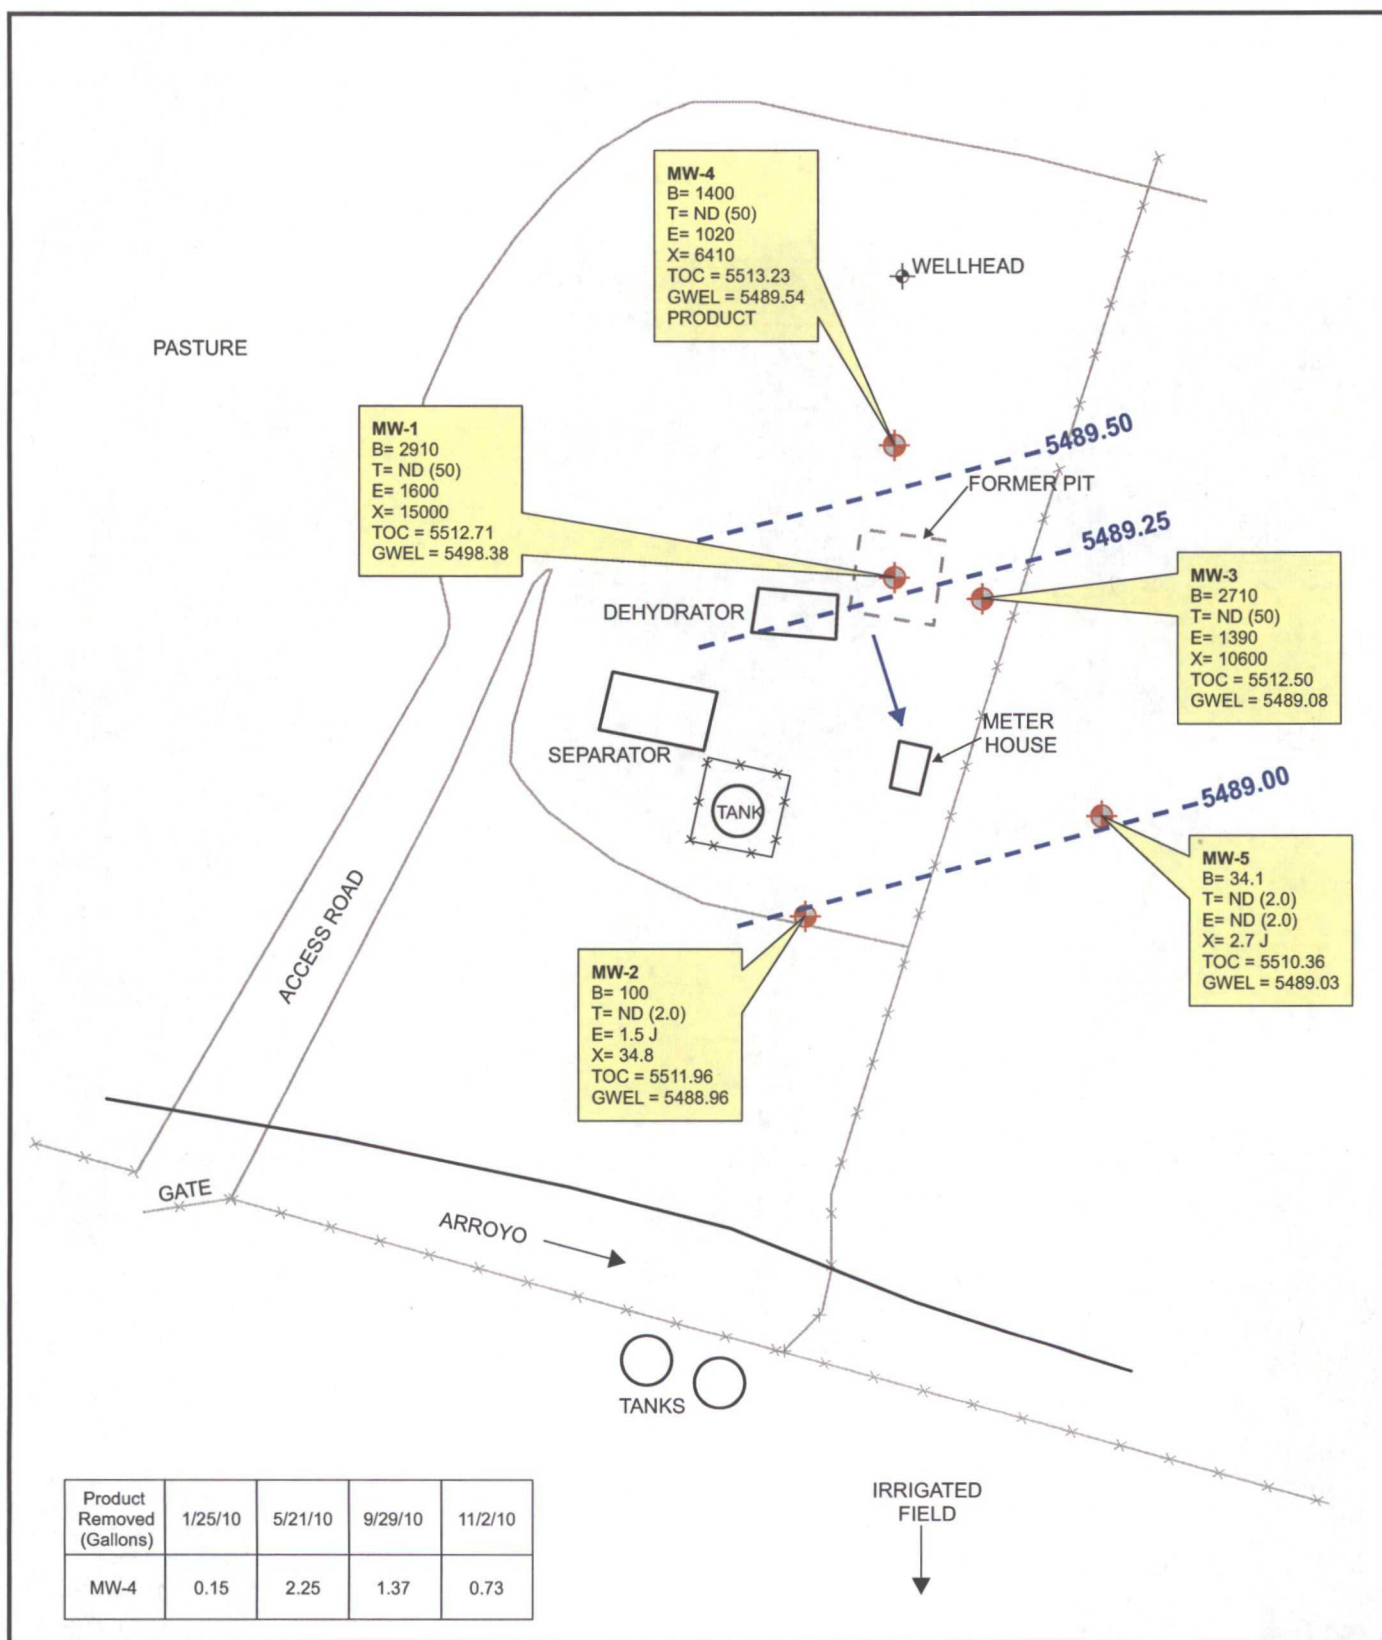 MW-4
B= 1400
T= ND (50)
E= 1020
X= 6410
TOC = 5513.23
GWEL = 5489.54
PRODUCT
WELLHEAD
PASTURE
MW-1
B= 2910
T= ND (50)
E= 1600
X= 15000
TOC = 5512.71
GWEL = 5498.38
5489.50
FORMER PIT
5489.25
MW-3
B= 2710
T= ND (50)
E= 1390
X= 10600
TOC = 5512.50
GWEL = 5489.08
DEHYDRATOR
SEPARATOR
METER
HOUSE
TANK
5489.00
MW-5
B= 34.1
T= ND (2.0)
E= ND (2.0)
X= 2.7 J
TOC = 5510.36
GWEL = 5489.03
ACCESS ROAD
MW-2
B= 100
T= ND (2.0)
E= 1.5 J
X= 34.8
TOC = 5511.96
GWEL = 5488.96
GATE
ARROYO
TANKS
IRRIGATED
FIELD
Product
Removed
(Gallons)
1/25/10
5/21/10
9/29/10
11/2/10
MW-4
0.15
2.25
1.37
0.73